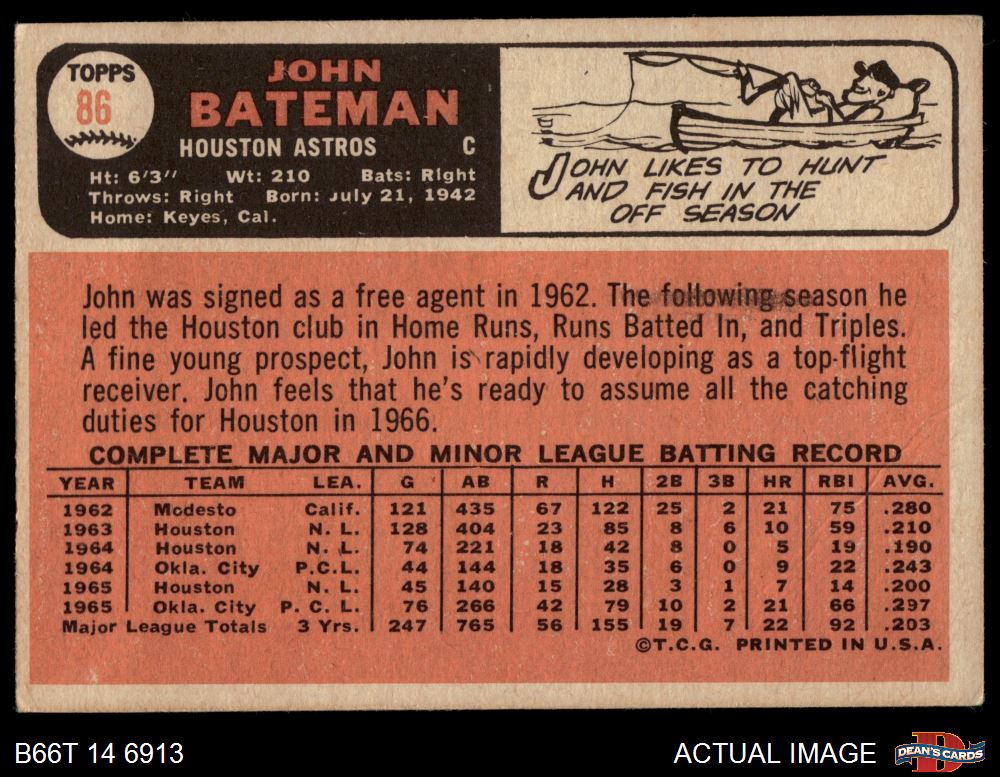 TOPPS
86
JOHN
BATEMAN
HOUSTON ASTROS C
Ht: 6'3" Wt: 210 Bats: Right
Throws: Right Born: July 21, 1942
Home: Keyes, Cal.
JOHN LIKES TO HUNT
AND FISH IN THE
OFF SEASON
John was signed as a free agent in 1962. The following season he
led the Houston club in Home Runs, Runs Batted In, and Triples.
A fine young prospect, John is rapidly developing as a top-flight
receiver. John feels that he's ready to assume all the catching
duties for Houston in 1966.
COMPLETE MAJOR AND MINOR LEAGUE BATTING RECORD
YEAR TEAM LEA. G AB R H 2B 3B HR RBI AVG.
1962 Modesto Calif. 121 435 67 122 25 2 21 75 .280
1963 Houston N. L. 128 404 23 85 8 6 10 59 .210
1964 Houston N. L. 74 221 18 42 8 0 5 19 .190
1964 Okla. City P.C.L. 44 144 18 35 6 0 9 22 .243
1965 Houston N. L. 45 140 15 28 3 1 7 14 .200
1965 Okla. City P. C. L. 76 266 42 79 10 2 21 66 .297
Major League Totals 3 Yrs. 247 765 56 155 19 7 22 92 .203
©T.C.G. PRINTED IN U.S.A.
B66T 14 6913
ACTUAL IMAGE
DEAN'S CARDS